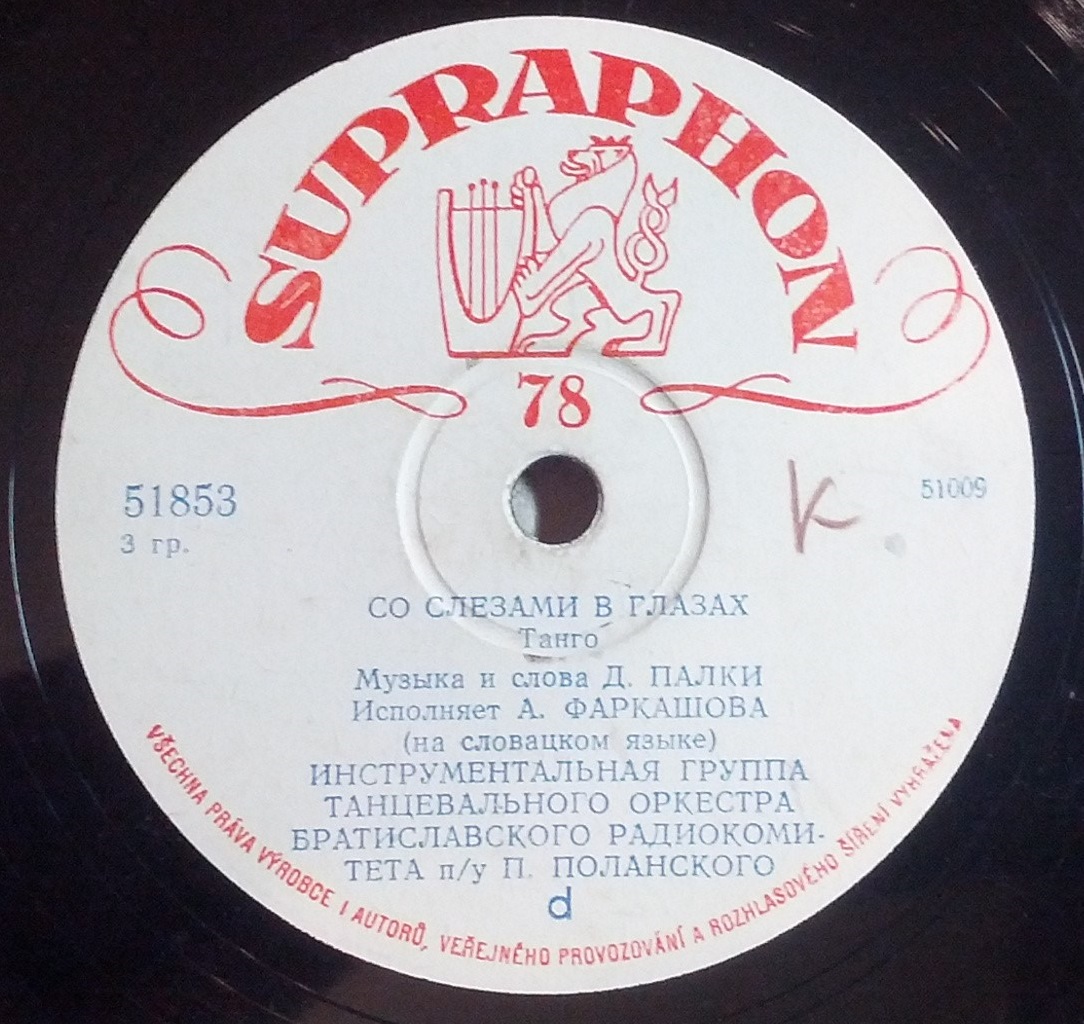 SUPRAPHON
78
51853
51009
3 гр.
К.
СО СЛЕЗАМИ В ГЛАЗАХ
Танго
Музыка и слова Д. ПАЛКИ
Исполняет А. ФАРКАШОВА
(на словацком языке)
ИНСТРУМЕНТАЛЬНАЯ ГРУППА
ТАНЦЕВАЛЬНОГО ОРКЕСТРА
БРАТИСЛАВСКОГО РАДИОКОМИ-
ТЕТА п/у П. ПОЛАНСКОГО
d
VŠECHNA PRÁVA VÝROBCE I AUTORŮ, VEŘEJNÉHO PROVOZOVÁNÍ A ROZHLASOVÉHO ŠÍŘENÍ VYHRAŽENA